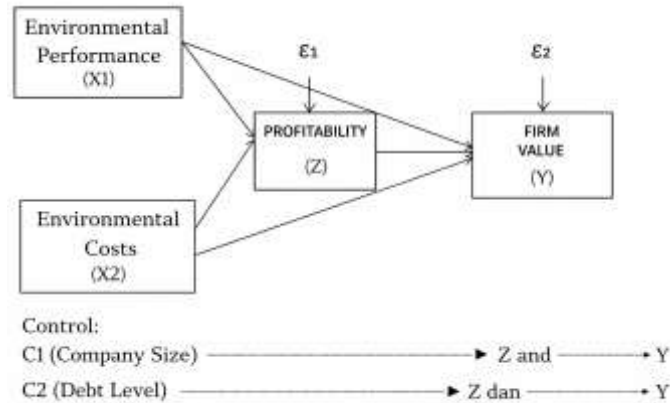 Environmental
Performance
(X1)
ε1
ε2
PROFITABILITY
(Z)
FIRM
VALUE
(Y)
Environmental
Costs
(X2)
Control:
C1 (Company Size) Z and Y
C2 (Debt Level) Z dan Y